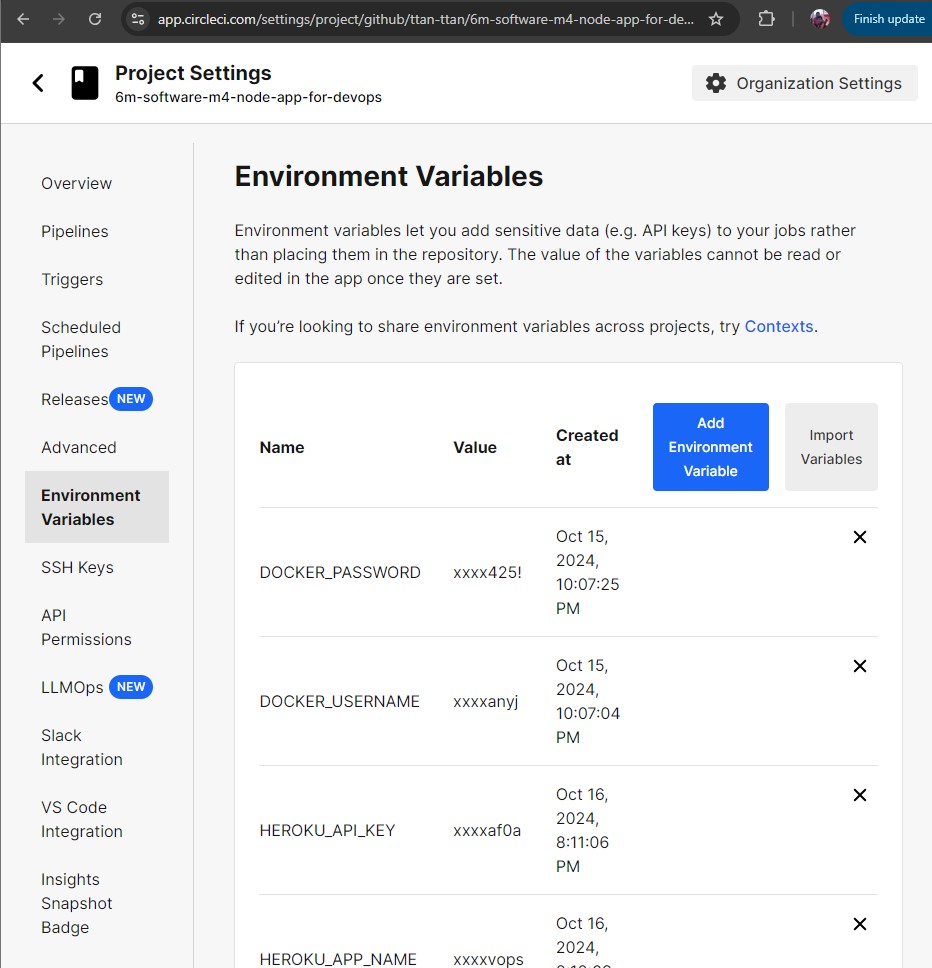 app.circleci.com/settings/project/github/ttan-ttan/6m-software-m4-node-app-for-de...
Finish update
Project Settings
6m-software-m4-node-app-for-devops
Organization Settings
Overview
Pipelines
Triggers
Scheduled
Pipelines
Releases NEW
Advanced
Environment
Variables
SSH Keys
API
Permissions
LLMOps NEW
Slack
Integration
VS Code
Integration
Insights
Snapshot
Badge
Environment Variables
Environment variables let you add sensitive data (e.g. API keys) to your jobs rather
than placing them in the repository. The value of the variables cannot be read or
edited in the app once they are set.
If you’re looking to share environment variables across projects, try Contexts.
Name
Value
Created
at
Add
Environment
Variable
Import
Variables
DOCKER_PASSWORD
xxxx425!
Oct 15,
2024,
10:07:25
PM
DOCKER_USERNAME
xxxxanyj
Oct 15,
2024,
10:07:04
PM
HEROKU_API_KEY
xxxxaf0a
Oct 16,
2024,
8:11:06
PM
HEROKU_APP_NAME
xxxxvops
Oct 16,
2024,